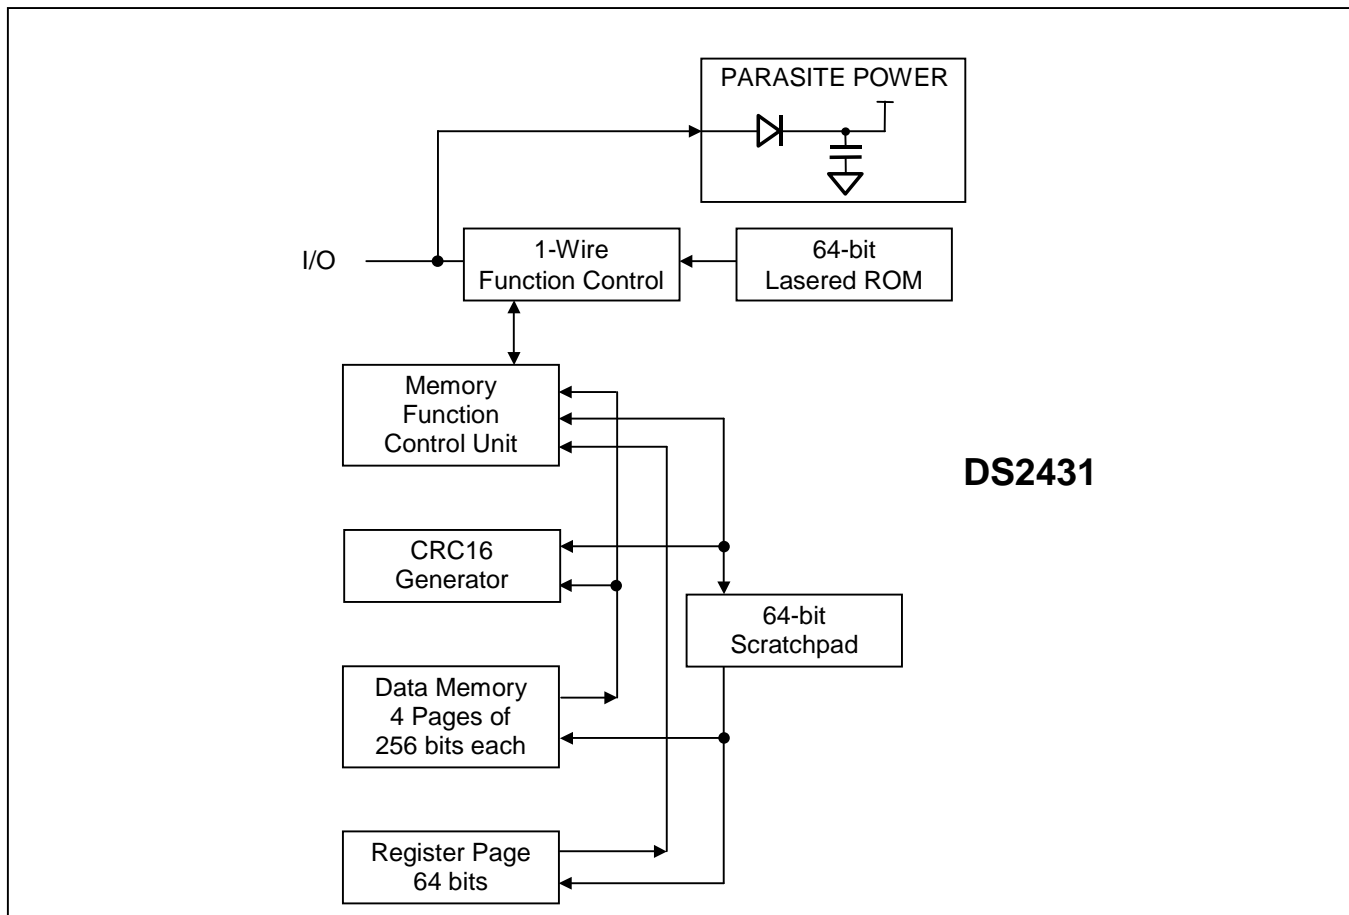 PARASITE POWER
I/O
1-Wire
Function Control
64-bit
Lasered ROM
Memory
Function
Control Unit
DS2431
CRC16
Generator
64-bit
Scratchpad
Data Memory
4 Pages of
256 bits each
Register Page
64 bits